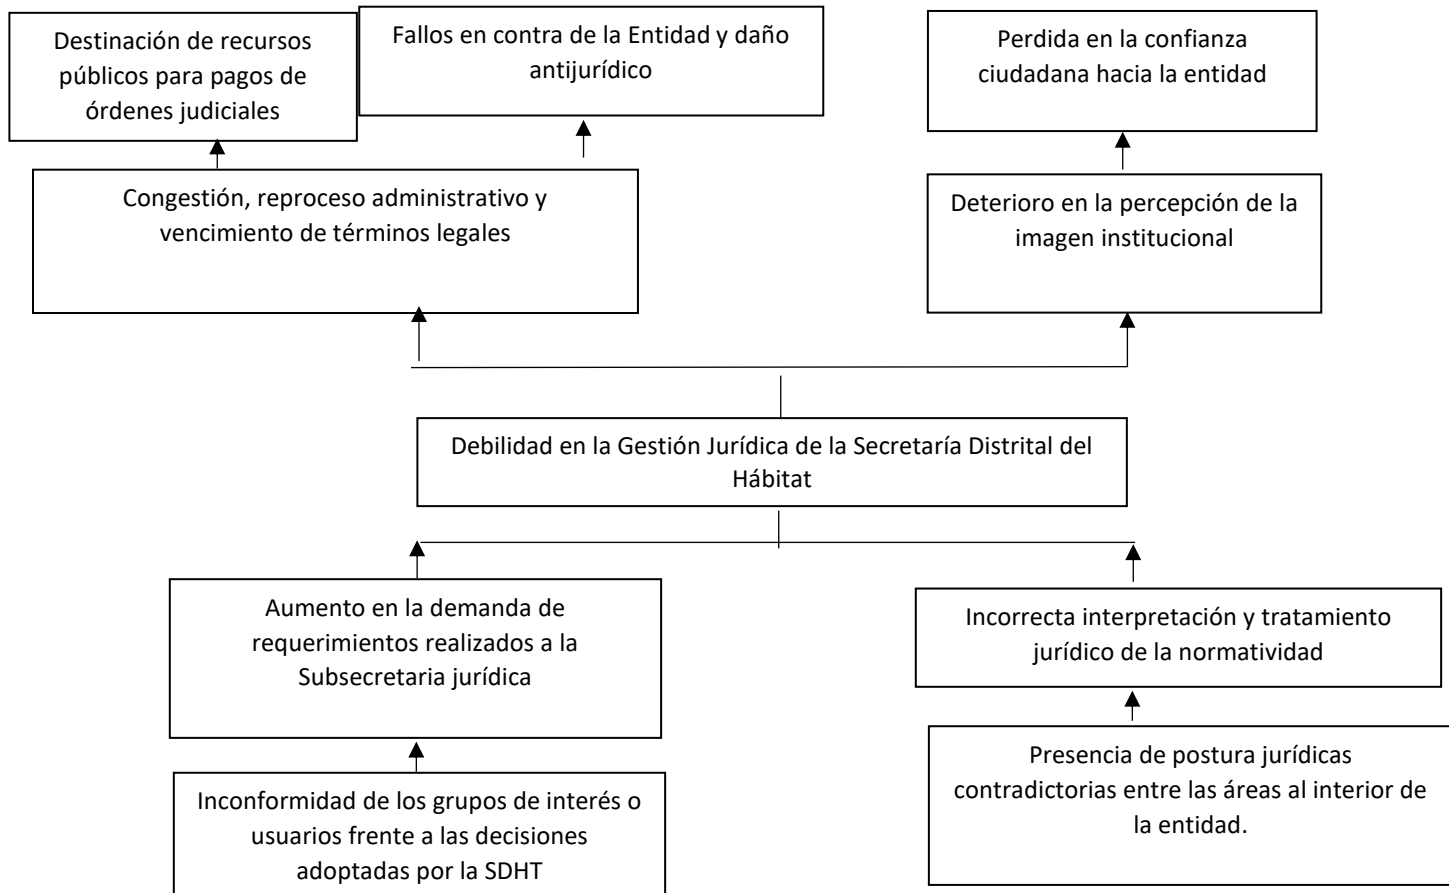 Destinación de recursos
públicos para pagos de
órdenes judiciales
Fallos en contra de la Entidad y daño
antijurídico
Perdida en la confianza
ciudadana hacia la entidad
Congestión, reproceso administrativo y
vencimiento de términos legales
Deterioro en la percepción de la
imagen institucional
Debilidad en la Gestión Jurídica de la Secretaría Distrital del
Hábitat
Aumento en la demanda de
requerimientos realizados a la
Subsecretaria jurídica
Incorrecta interpretación y tratamiento
jurídico de la normatividad
Inconformidad de los grupos de interés o
usuarios frente a las decisiones
adoptadas por la SDHT
Presencia de postura jurídicas
contradictorias entre las áreas al interior de
la entidad.